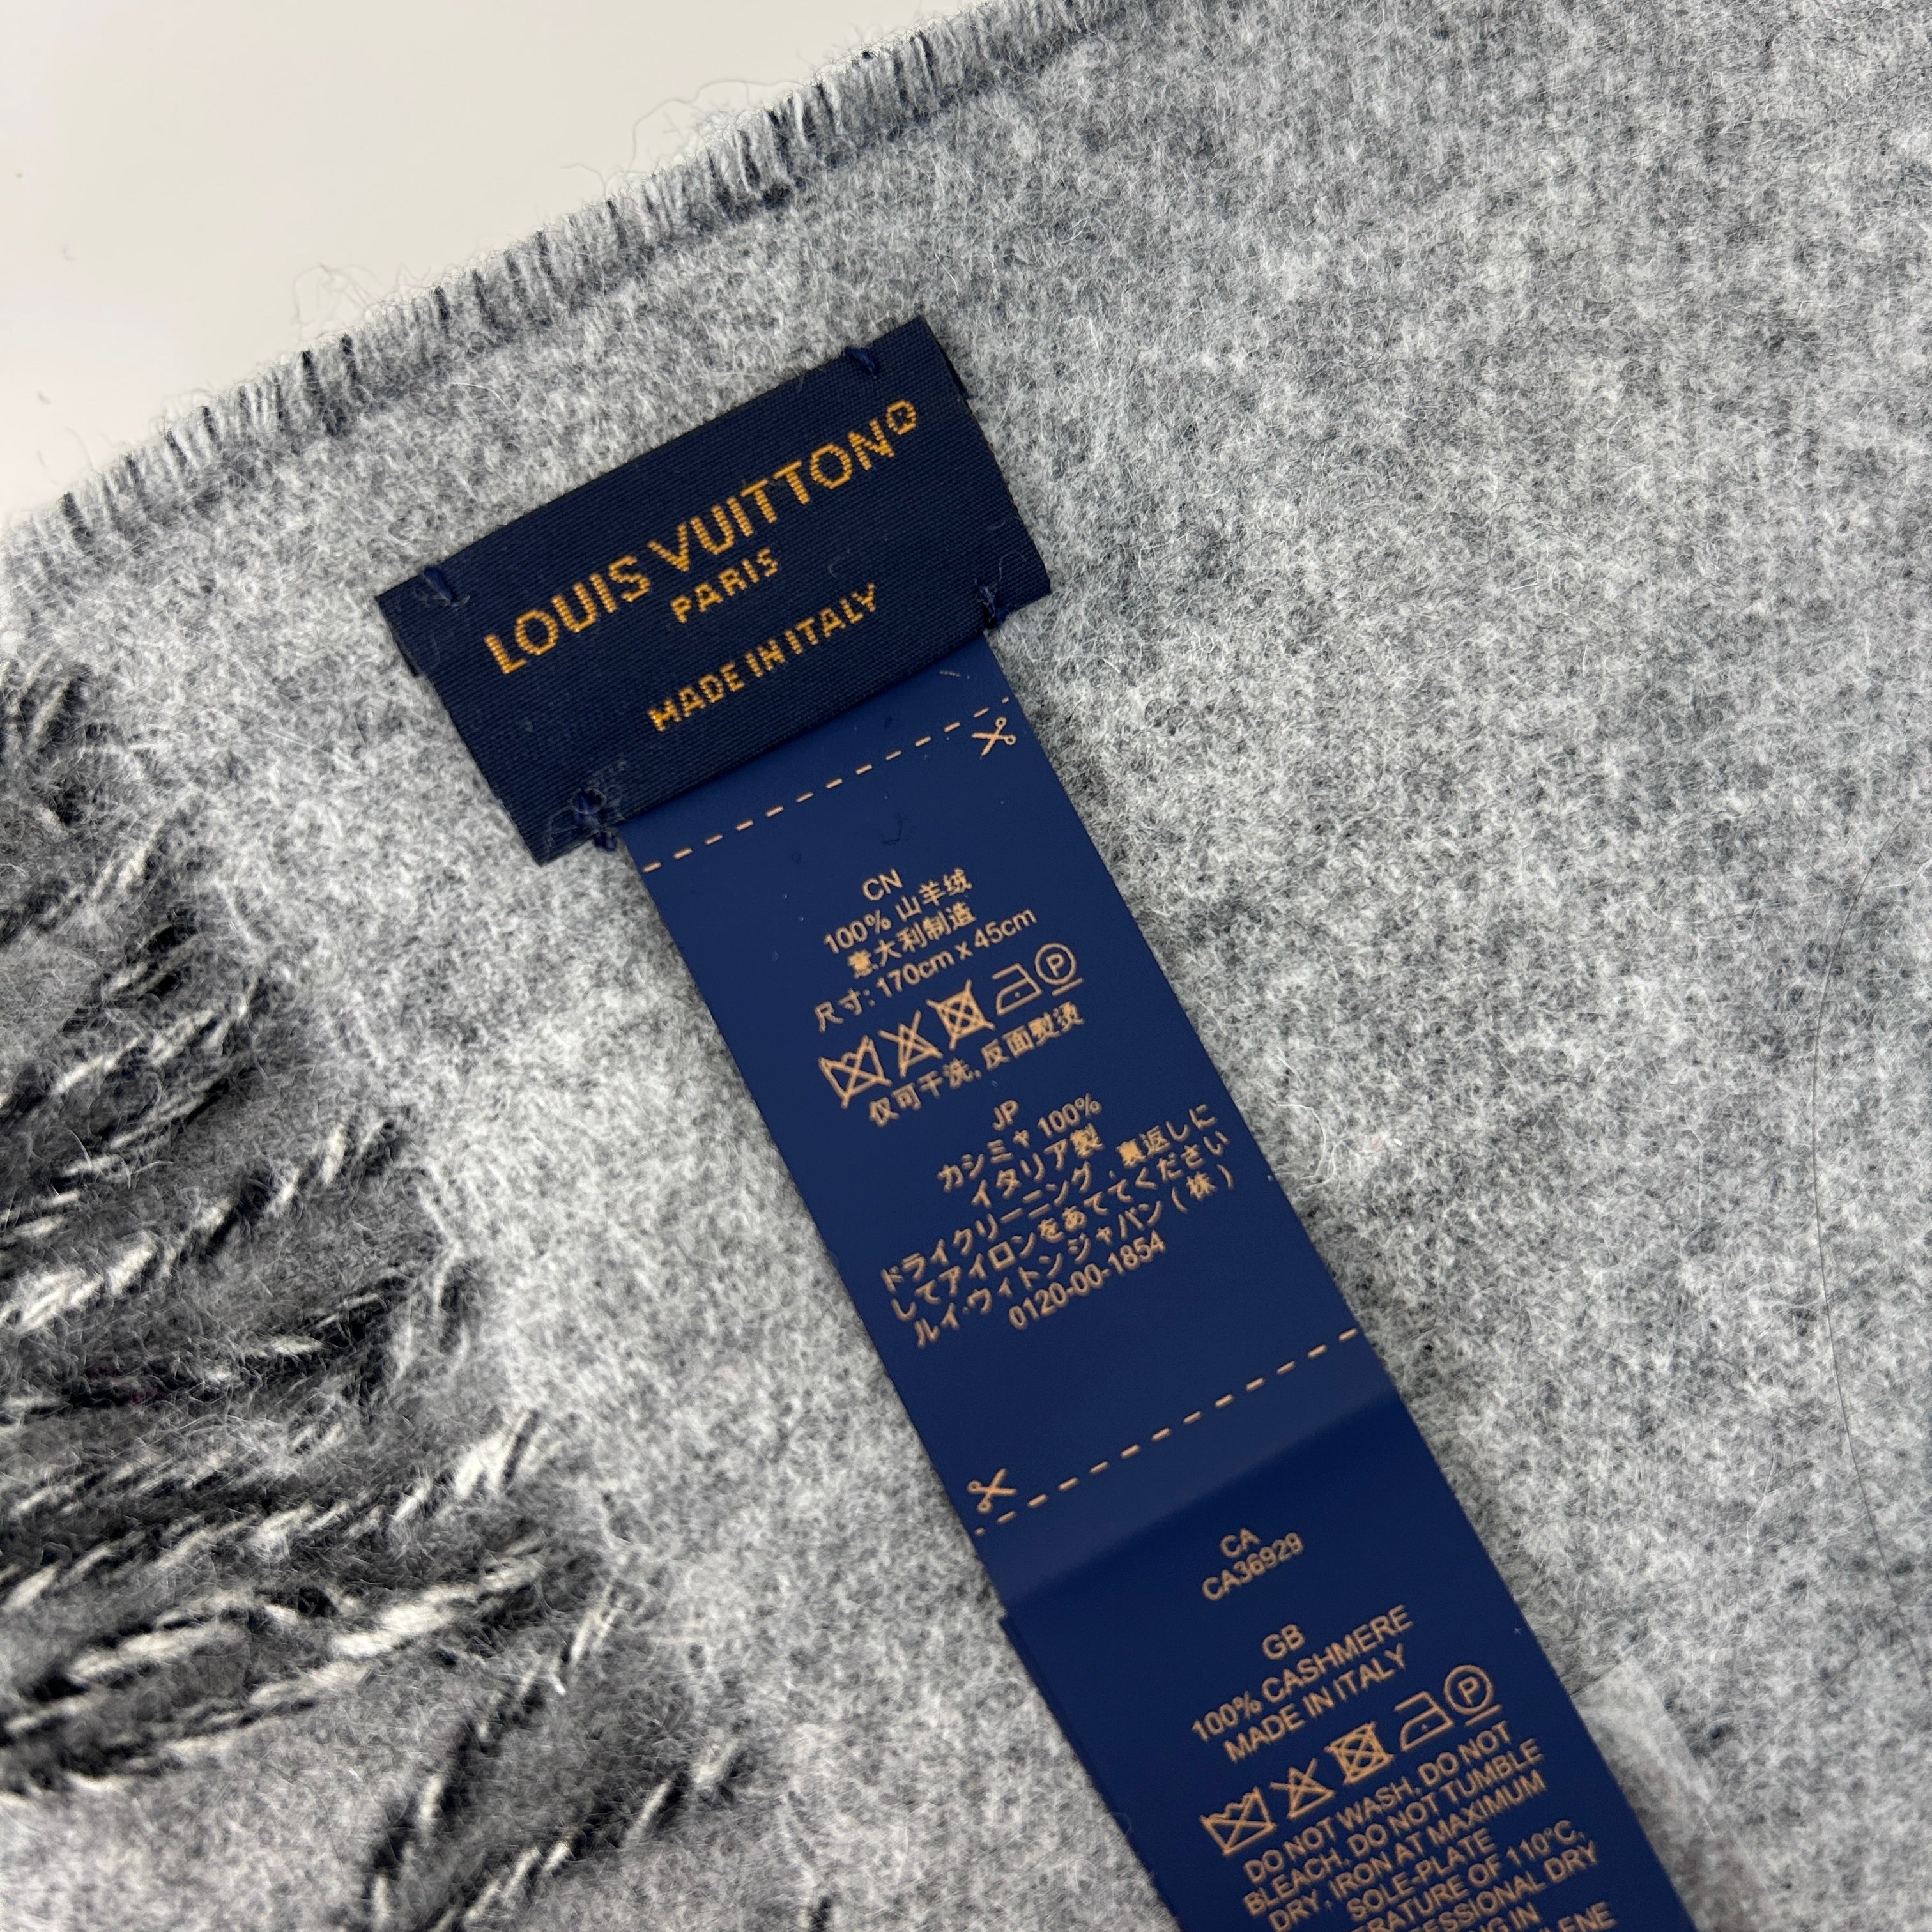 LOUIS VUITTON®
PARIS
MADE IN ITALY
CN
100% 山羊绒
意大利制造
尺寸: 170cm x 45cm
P
仅可干洗, 反面熨烫
JP
カシミヤ 100%
イタリア製
ドライクリーニング , 裏返しに
してアイロンをあててください
ルイ·ウィトン ジャパン ( 株 )
0120-00-1854
CA
CA36929
GB
100% CASHMERE
MADE IN ITALY
P
DO NOT WASH, DO NOT
BLEACH, DO NOT TUMBLE
DRY, IRON AT MAXIMUM
SOLE-PLATE
OF 110°C,
DRY
IN